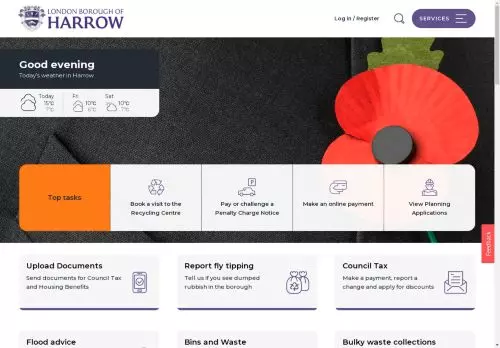 LONDON BOROUGH OF
HARROW
Log in / Register
SERVICES
Good evening
Today's weather in Harrow
Today
15°C
7°C
Fri
10°C
6°C
Sat
10°C
7°C
Top tasks
Book a visit to the
Recycling Centre
Pay or challenge a
Penalty Charge Notice
Make an online payment
View Planning
Applications
Feedback
Upload Documents
Send documents for Council Tax
and Housing Benefits
Report fly tipping
Tell us if you see dumped
rubbish in the borough
Council Tax
Make a payment, report a
change and apply for discounts
Flood advice
Bins and Waste
Bulky waste collections